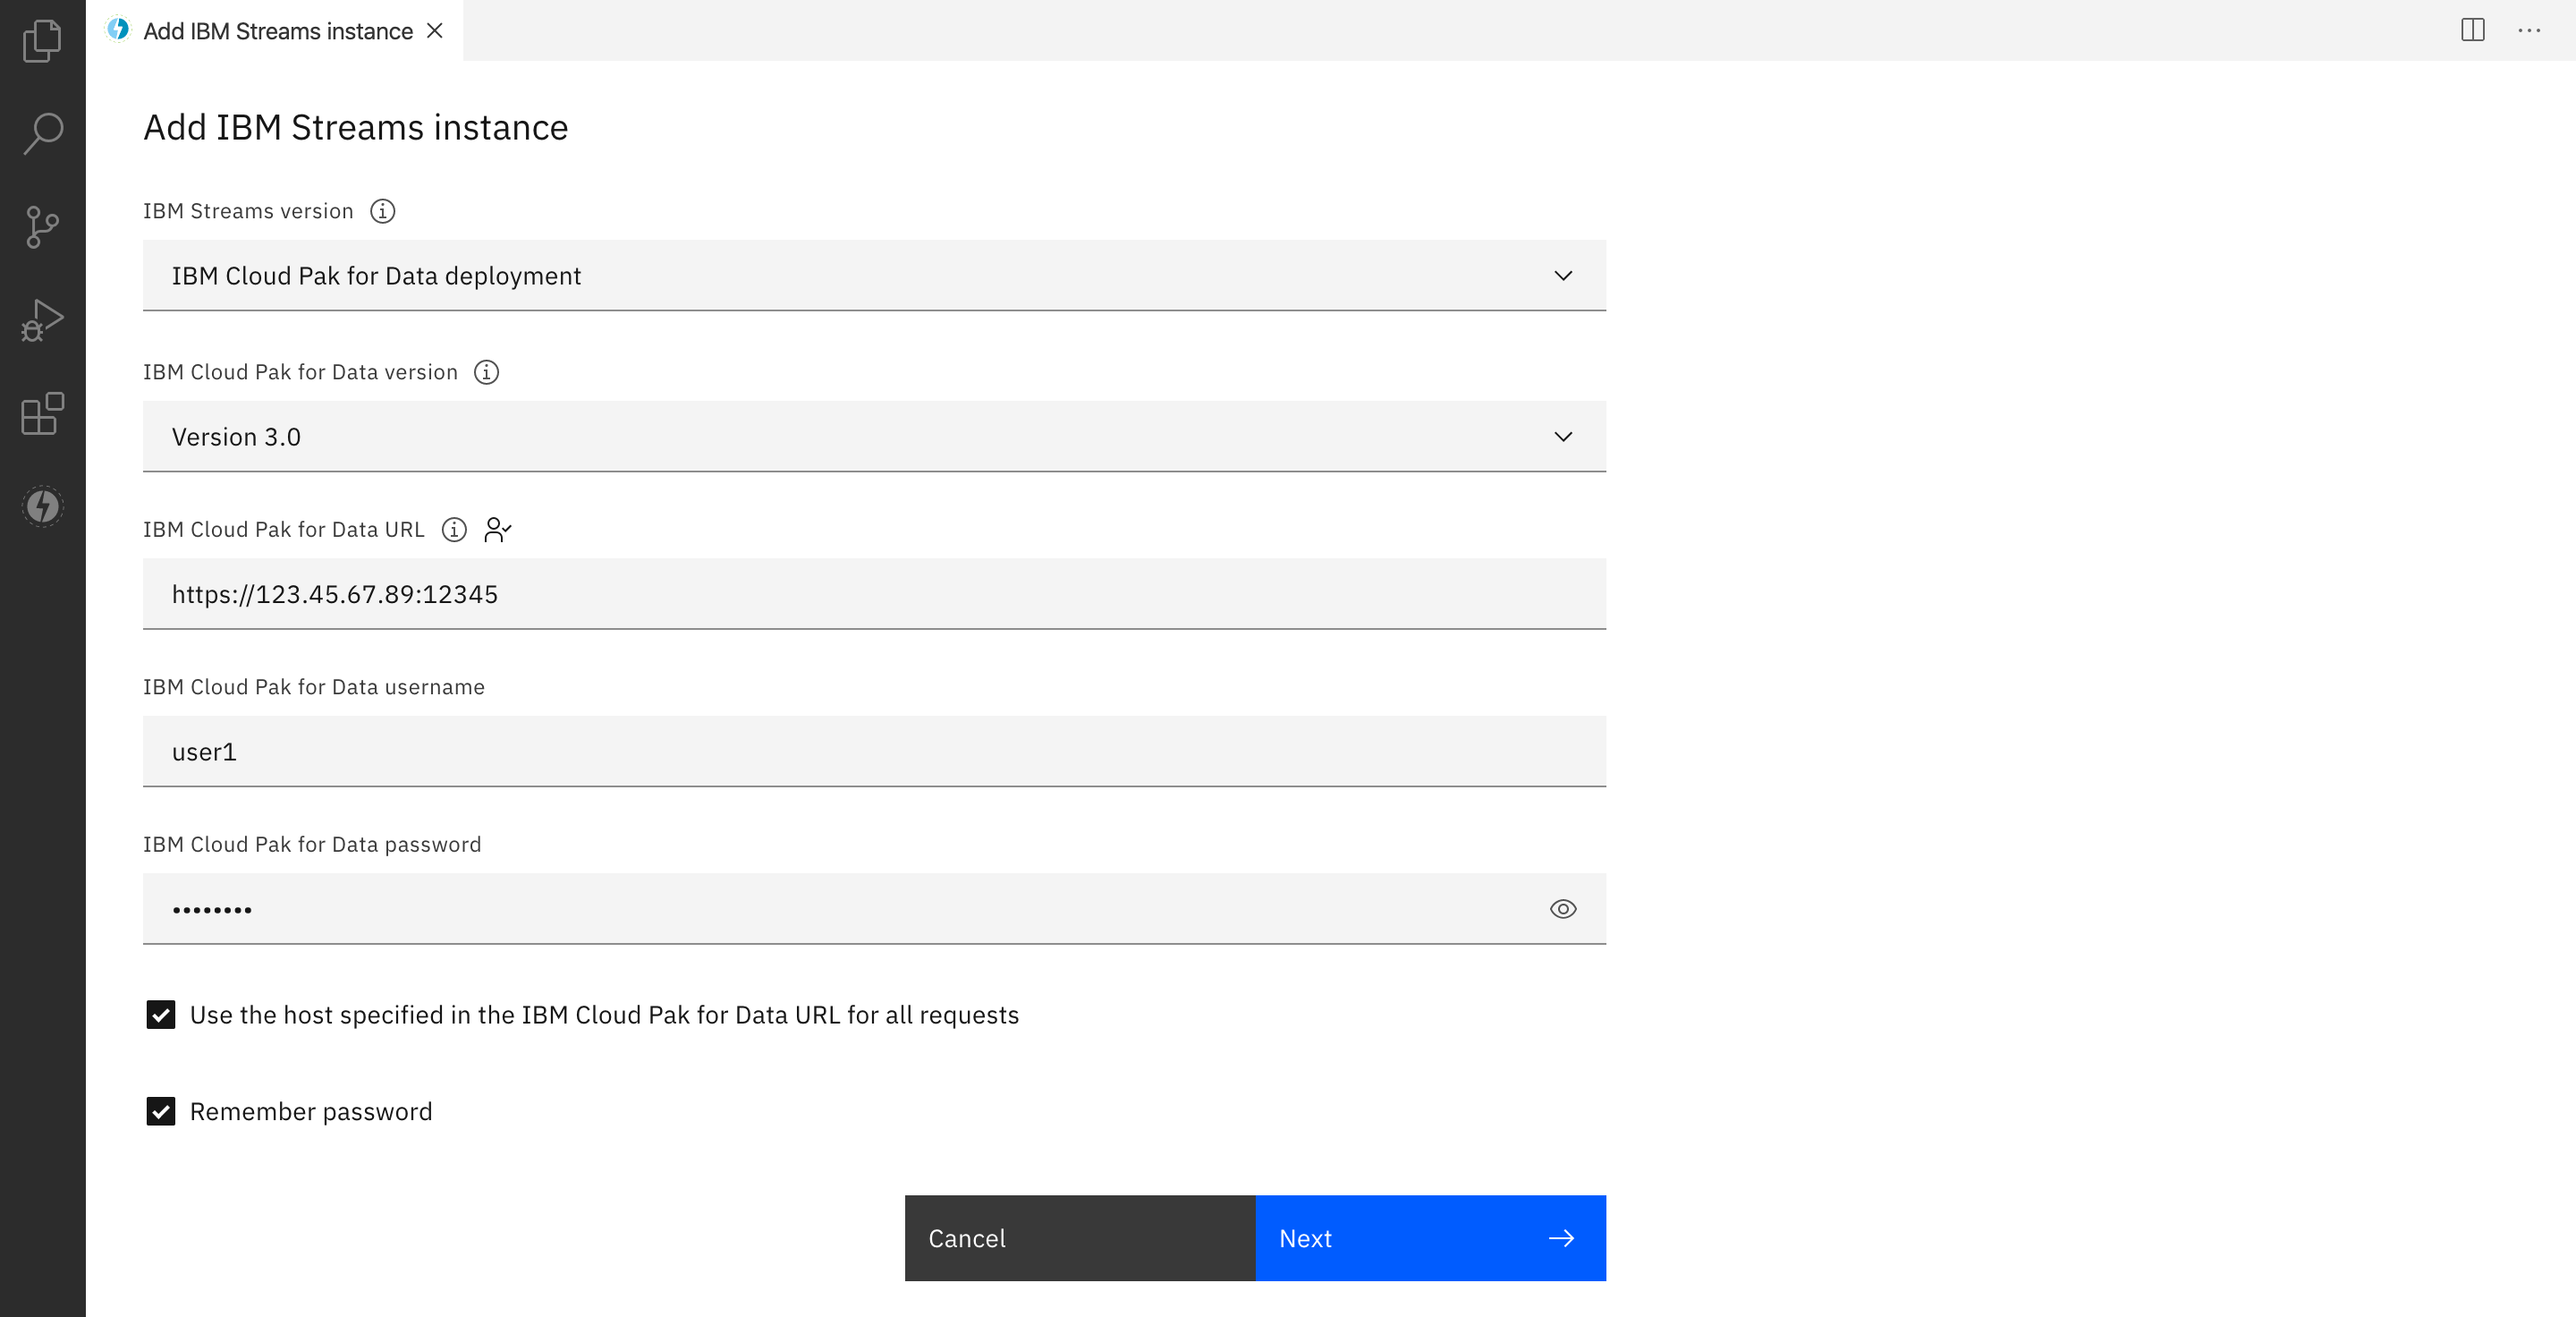 Add IBM Streams instance
Add IBM Streams instance
IBM Streams version
IBM Cloud Pak for Data deployment
IBM Cloud Pak for Data version
Version 3.0
IBM Cloud Pak for Data URL
https://123.45.67.89:12345
IBM Cloud Pak for Data username
user1
IBM Cloud Pak for Data password
••••••••
Use the host specified in the IBM Cloud Pak for Data URL for all requests
Remember password
Cancel
Next